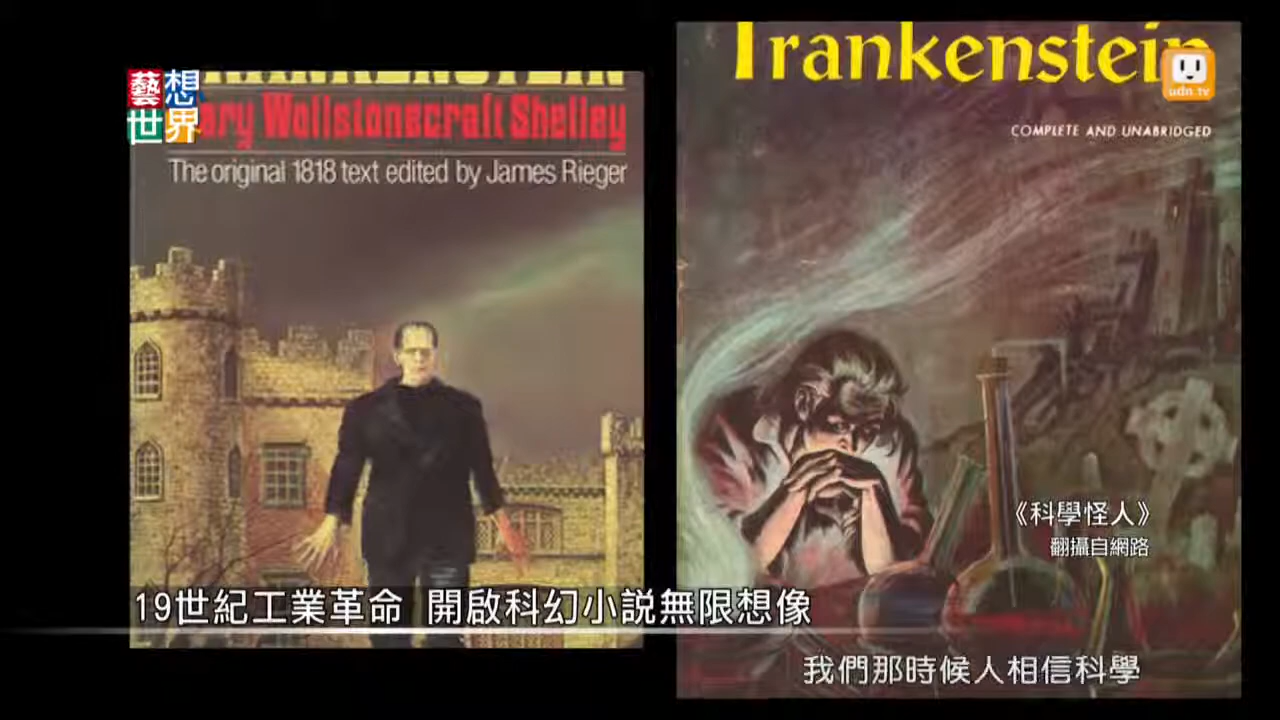 藝想
世界
FRANKENSTEIN
ary Wollstonecraft Shelley
The original 1818 text edited by James Rieger
Frankenstein
udn tv
COMPLETE AND UNABRIDGED
《科學怪人》
翻攝自網路
19世紀工業革命 開啟科幻小說無限想像
我們那時候人相信科學